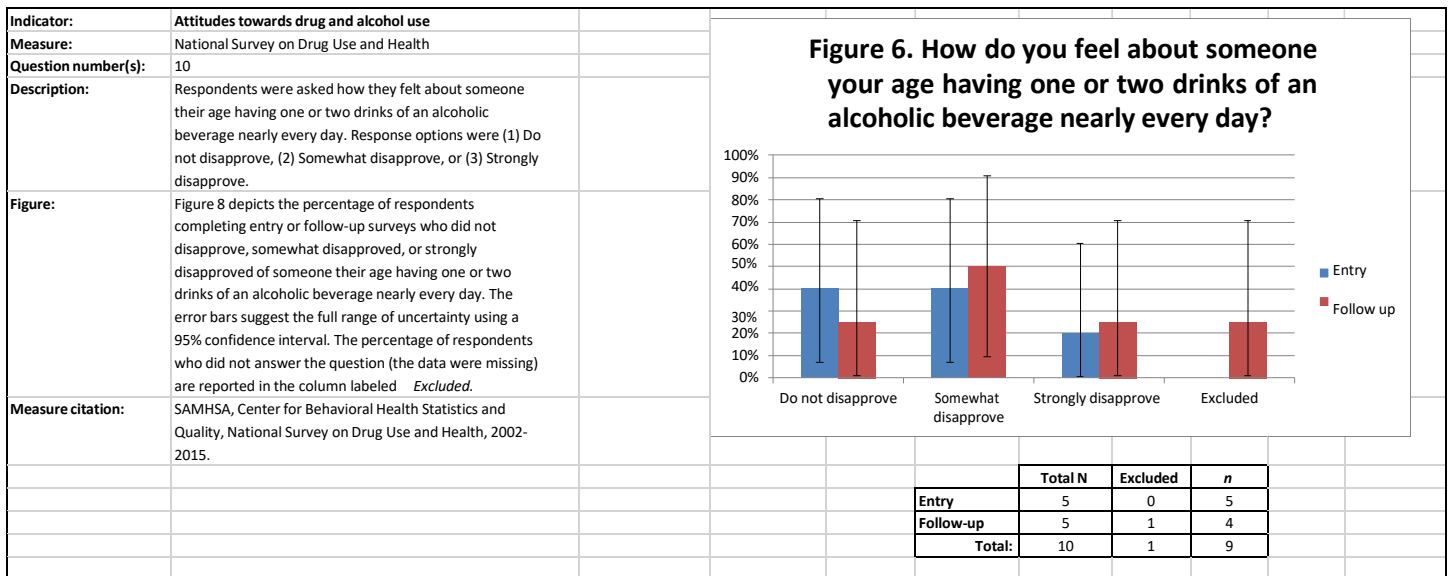 Indicator: Attitudes towards drug and alcohol use
Measure: National Survey on Drug Use and Health
Question number(s): 10
Description: Respondents were asked how they felt about someone
their age having one or two drinks of an alcoholic
beverage nearly every day. Response options were (1) Do
not disapprove, (2) Somewhat disapprove, or (3) Strongly
disapprove.
Figure: Figure 8 depicts the percentage of respondents
completing entry or follow-up surveys who did not
disapprove, somewhat disapproved, or strongly
disapproved of someone their age having one or two
drinks of an alcoholic beverage nearly every day. The
error bars suggest the full range of uncertainty using a
95% confidence interval. The percentage of respondents
who did not answer the question (the data were missing)
are reported in the column labeled Excluded.
Measure citation: SAMHSA, Center for Behavioral Health Statistics and
Quality, National Survey on Drug Use and Health, 2002-
2015.
Figure 6. How do you feel about someone
your age having one or two drinks of an
alcoholic beverage nearly every day?
100%
90%
80%
70%
60%
50%
40%
30%
20%
10%
0%
Do not disapprove Somewhat disapprove Strongly disapprove Excluded
Entry
Follow up
Total N Excluded n
Entry 5 0 5
Follow-up 5 1 4
Total: 10 1 9